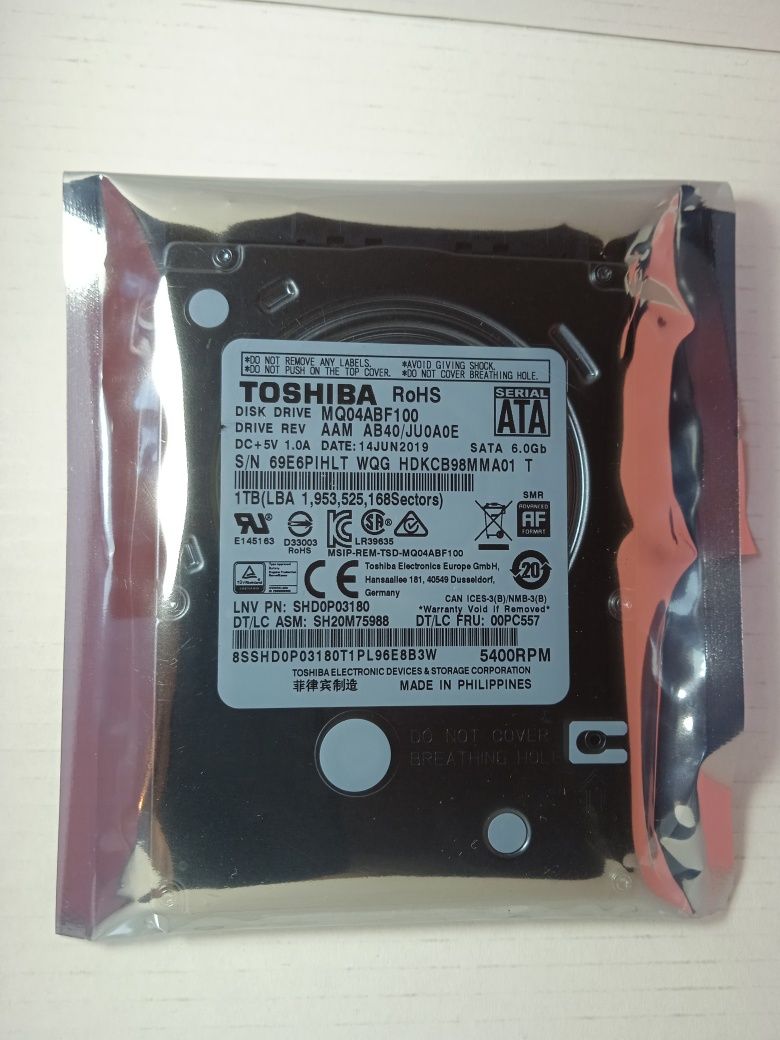 *DO NOT REMOVE ANY LABELS. *AVOID GIVING SHOCK.
*DO NOT PUSH ON THE TOP COVER. *DO NOT COVER BREATHING HOLE.
TOSHIBA RoHS
SERIAL
ATA
DISK DRIVE MQ04ABF100
DRIVE REV AAM AB40/JU0A0E
DC+5V 1.0A DATE:14JUN2019 SATA 6.0Gb
S/N 69E6PIHLT WQG HDKCB98MMA01 T
1TB(LBA 1,953,525,168Sectors)
SMR
ADVANCED
AF
FORMAT
E145163 D33003 LR39635
RoHS MSIP-REM-TSD-MQ04ABF100
Toshiba Electronics Europe GmbH,
Hansaallee 181, 40549 Dusseldorf,
Germany
20
CE
CAN ICES-3(B)/NMB-3(B)
LNV PN: SHD0P03180 *Warranty Void If Removed*
DT/LC ASM: SH20M75988 DT/LC FRU: 00PC557
8SSHD0P03180T1PL96E8B3W 5400RPM
TOSHIBA ELECTRONIC DEVICES & STORAGE CORPORATION
菲律宾制造 MADE IN PHILIPPINES
DO NOT COVER
BREATHING HOLE